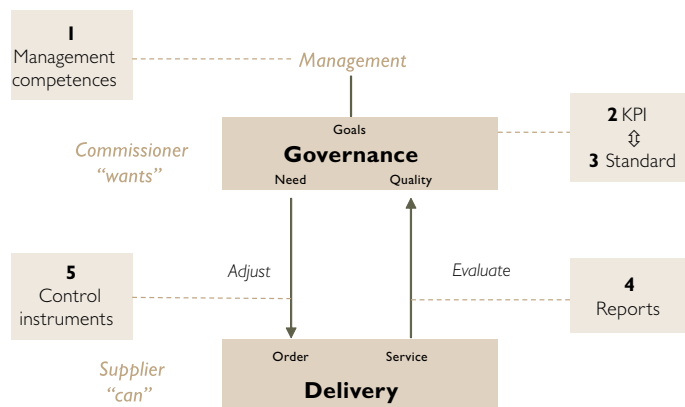 1
Management
competences
Management
Goals
Governance
Need Quality
Commissioner
“wants”
2 KPI
⇕
3 Standard
5
Control
instruments
Adjust
Evaluate
4
Reports
Order Service
Delivery
Supplier
“can”